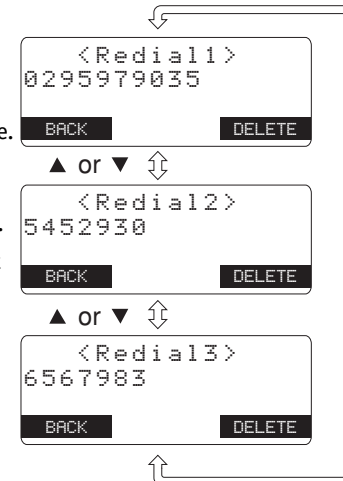 <Redial1>
0295979035
BACK DELETE
e.
▲ or ▼
<Redial2>
5452930
.
BACK DELETE
▲ or ▼
<Redial3>
6567983
BACK DELETE